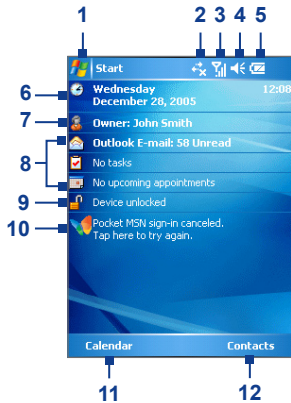 1 2 3 4 5
Start
6 Wednesday 12:08
December 28, 2005
7 Owner: John Smith
Outlook E-mail: 58 Unread
8 No tasks
No upcoming appointments
9 Device unlocked
10 Pocket MSN sign-in canceled.
Tap here to try again.
Calendar Contacts
11 12